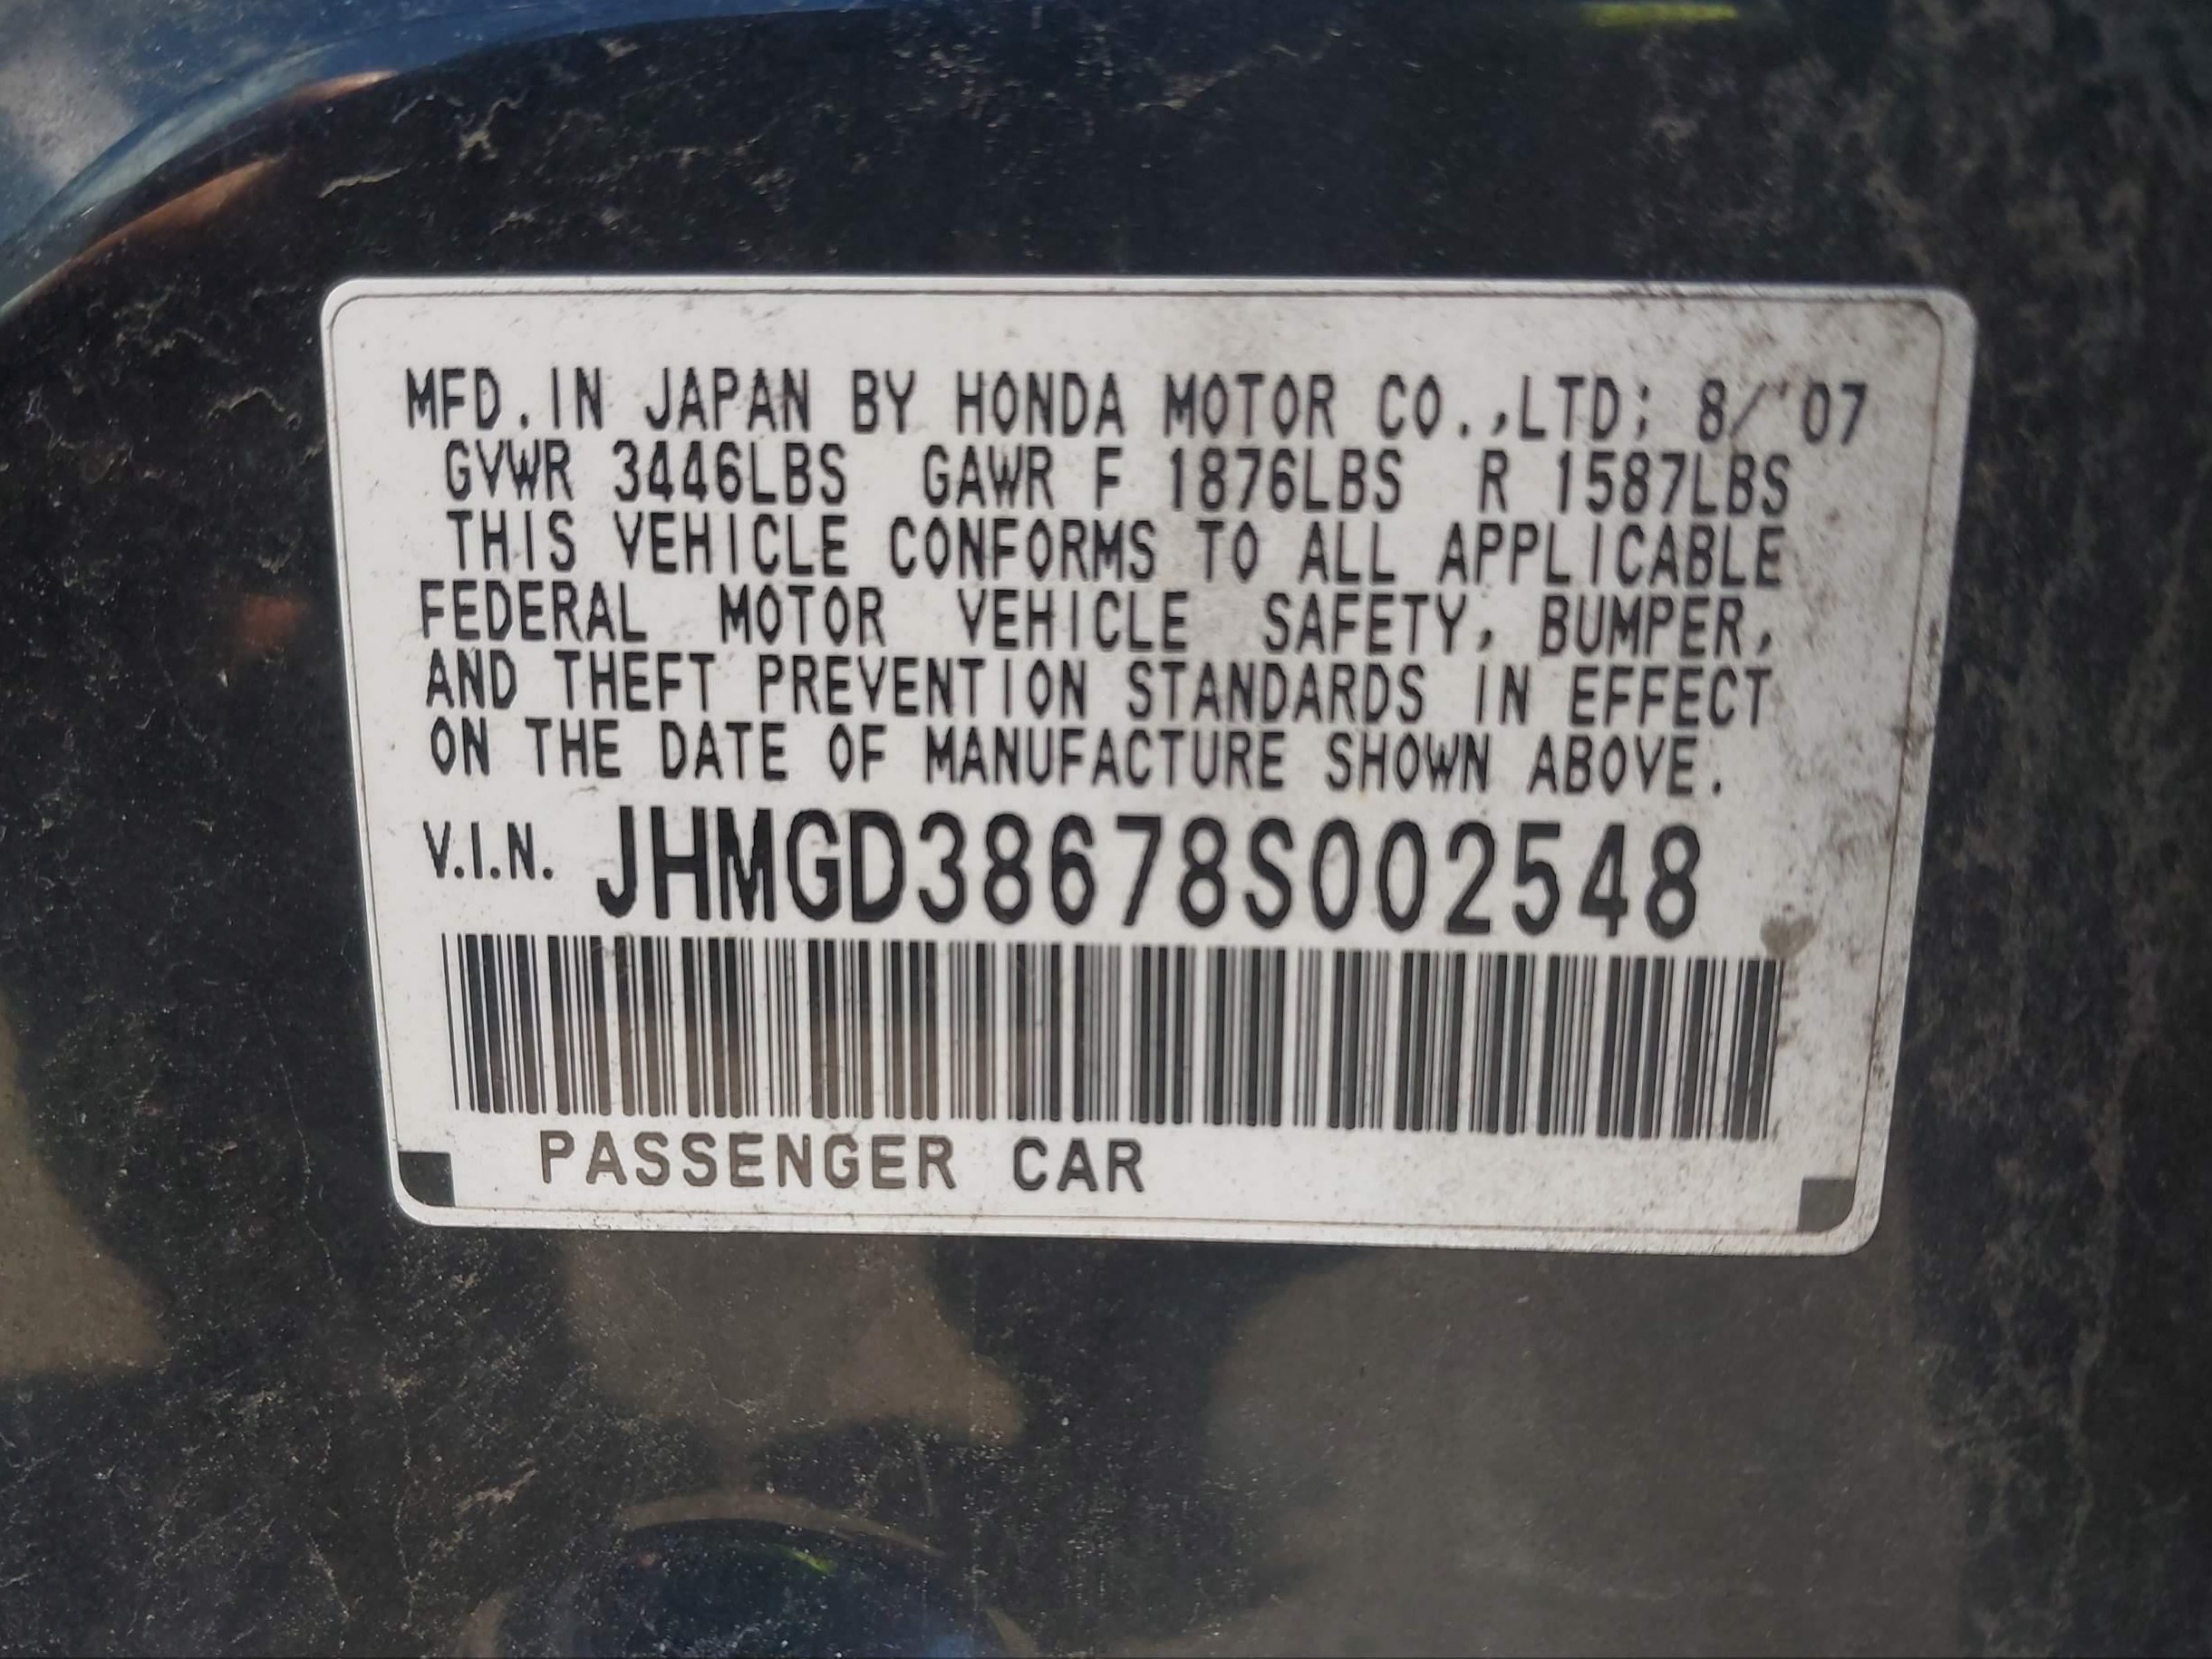 MFD.IN JAPAN BY HONDA MOTOR CO.,LTD; 8/'07
GVWR 3446LBS GAWR F 1876LBS R 1587LBS
THIS VEHICLE CONFORMS TO ALL APPLICABLE
FEDERAL MOTOR VEHICLE SAFETY, BUMPER,
AND THEFT PREVENTION STANDARDS IN EFFECT
ON THE DATE OF MANUFACTURE SHOWN ABOVE.
V.I.N. JHMGD38678S002548
PASSENGER CAR